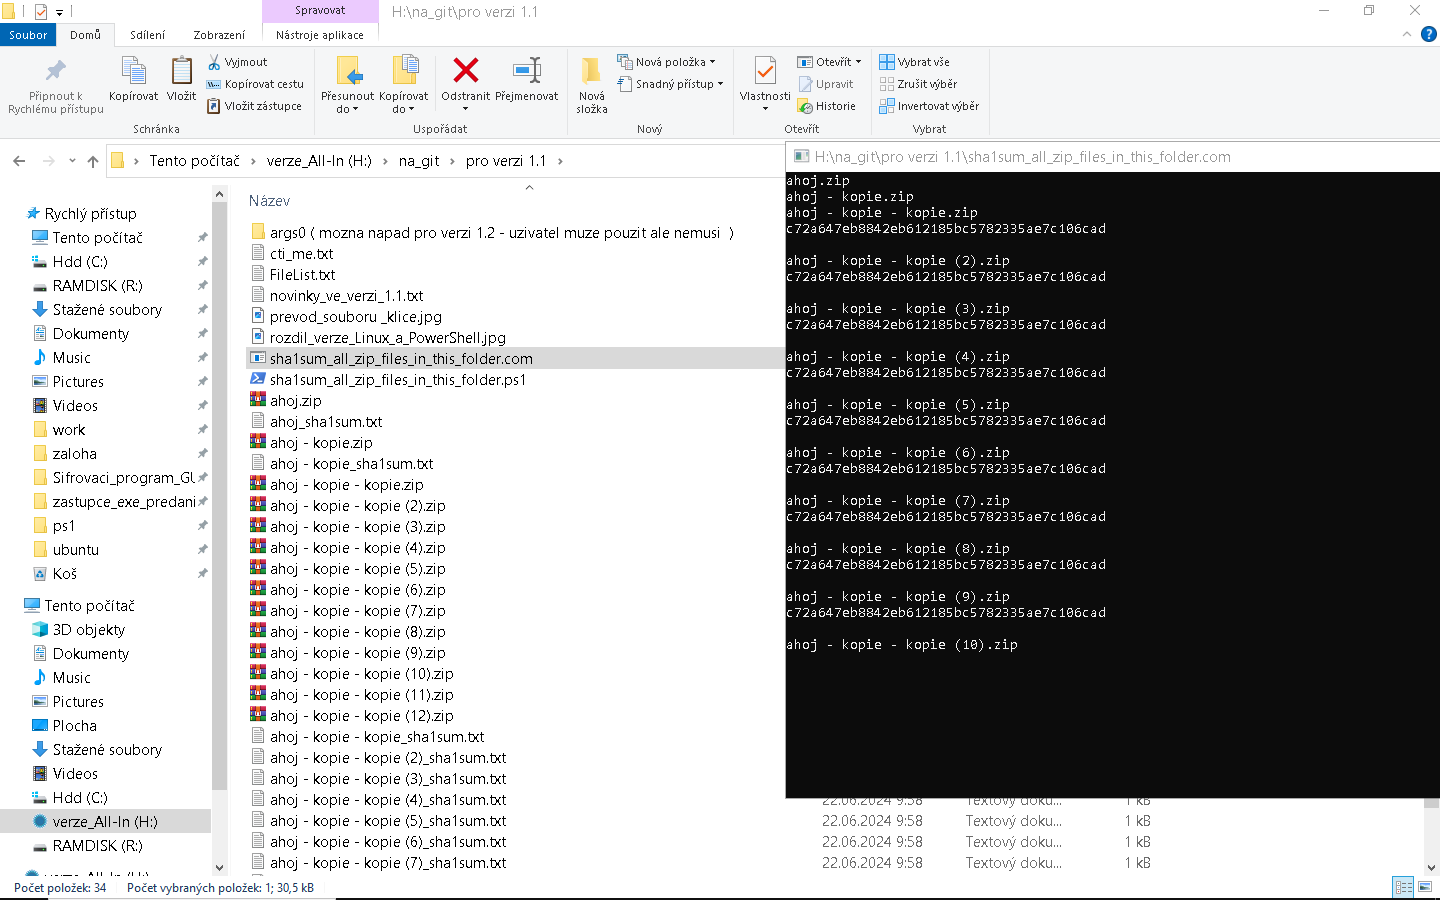 Spravovat
H:\na_git\pro verzi 1.1
Soubor
Domů
Sdílení
Zobrazení
Nástroje aplikace
Připnout k
Rychlému přístupu
Kopírovat
Vložit
Vyjmout
Kopírovat cestu
Vložit zástupce
Schránka
Přesunout
do
Kopírovat
do
Odstranit
Přejmenovat
Uspořádat
Nová
složka
Nová položka
Snadný přístup
Nový
Vlastnosti
Otevřít
Upravit
Historie
Otevřít
Vybrat vše
Zrušit výběr
Invertovat výběr
Vybrat
Tento počítač
verze_All-In (H:)
na_git
pro verzi 1.1
Rychlý přístup
Tento počítač
Hdd (C:)
RAMDISK (R:)
Stažené soubory
Dokumenty
Music
Pictures
Videos
work
zaloha
Sifrovaci_program_GU
zastupce_exe_predani
ps1
ubuntu
Koš
Tento počítač
3D objekty
Dokumenty
Music
Pictures
Plocha
Stažené soubory
Videos
Hdd (C:)
verze_All-In (H:)
RAMDISK (R:)
verze_All-In (H:)
Název
args0 ( mozna napad pro verzi 1.2 - uzivatel muze pouzit ale nemusi )
cti_me.txt
FileList.txt
novinky_ve_verzi_1.1.txt
prevod_souboru _klice.jpg
rozdil_verze_Linux_a_PowerShell.jpg
sha1sum_all_zip_files_in_this_folder.com
sha1sum_all_zip_files_in_this_folder.ps1
ahoj.zip
ahoj_sha1sum.txt
ahoj - kopie.zip
ahoj - kopie_sha1sum.txt
ahoj - kopie - kopie.zip
ahoj - kopie - kopie (2).zip
ahoj - kopie - kopie (3).zip
ahoj - kopie - kopie (4).zip
ahoj - kopie - kopie (5).zip
ahoj - kopie - kopie (6).zip
ahoj - kopie - kopie (7).zip
ahoj - kopie - kopie (8).zip
ahoj - kopie - kopie (9).zip
ahoj - kopie - kopie (10).zip
ahoj - kopie - kopie (11).zip
ahoj - kopie - kopie (12).zip
ahoj - kopie - kopie_sha1sum.txt
ahoj - kopie - kopie (2)_sha1sum.txt
ahoj - kopie - kopie (3)_sha1sum.txt
ahoj - kopie - kopie (4)_sha1sum.txt 22.06.2024 9:58 Textový doku... 1 kB
ahoj - kopie - kopie (5)_sha1sum.txt 22.06.2024 9:58 Textový doku... 1 kB
ahoj - kopie - kopie (6)_sha1sum.txt 22.06.2024 9:58 Textový doku... 1 kB
ahoj - kopie - kopie (7)_sha1sum.txt 22.06.2024 9:58 Textový doku... 1 kB
H:\na_git\pro verzi 1.1\sha1sum_all_zip_files_in_this_folder.com
ahoj.zip
ahoj - kopie.zip
ahoj - kopie - kopie.zip
c72a647eb8842eb612185bc5782335ae7c106cad
ahoj - kopie - kopie (2).zip
c72a647eb8842eb612185bc5782335ae7c106cad
ahoj - kopie - kopie (3).zip
c72a647eb8842eb612185bc5782335ae7c106cad
ahoj - kopie - kopie (4).zip
c72a647eb8842eb612185bc5782335ae7c106cad
ahoj - kopie - kopie (5).zip
c72a647eb8842eb612185bc5782335ae7c106cad
ahoj - kopie - kopie (6).zip
c72a647eb8842eb612185bc5782335ae7c106cad
ahoj - kopie - kopie (7).zip
c72a647eb8842eb612185bc5782335ae7c106cad
ahoj - kopie - kopie (8).zip
c72a647eb8842eb612185bc5782335ae7c106cad
ahoj - kopie - kopie (9).zip
c72a647eb8842eb612185bc5782335ae7c106cad
ahoj - kopie - kopie (10).zip
Počet položek: 34
Počet vybraných položek: 1; 30,5 kB